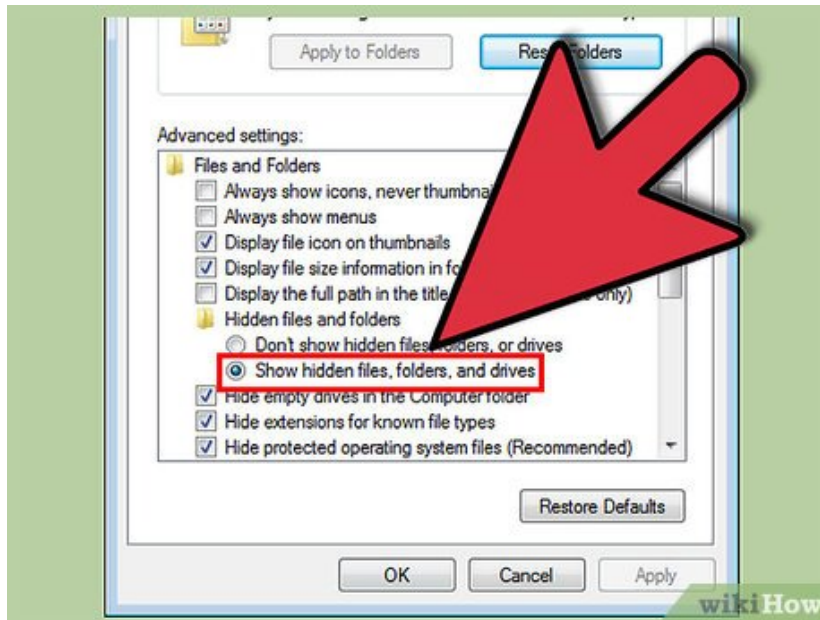 Apply to Folders
Folders
Advanced settings:
Files and Folders
Always show icons, never
Always show menus
Display file icon on thumbnails
Display file size information in
Display the full path in the title only)
Hidden files and folders
Don't show hidden files, folders, or drives
Show hidden files, folders, and drives
Hide empty drives in the Computer folder
Hide extensions for known file types
Hide protected operating system files (Recommended)
Restore Defaults
OK
Cancel
Apply
wikiHow